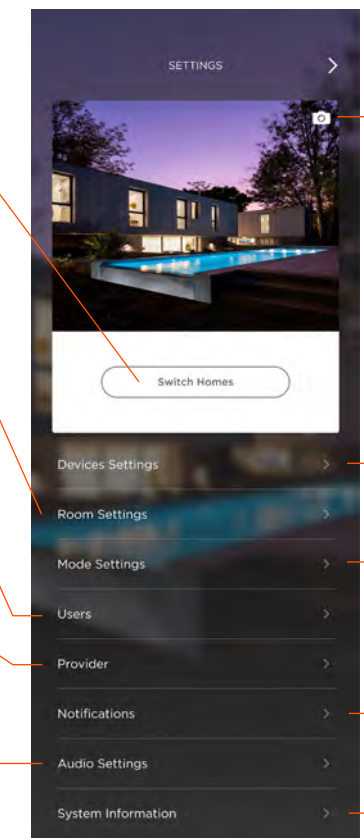 SETTINGS
Switch Homes
Devices Settings
Room Settings
Mode Settings
Users
Provider
Notifications
Audio Settings
System Information